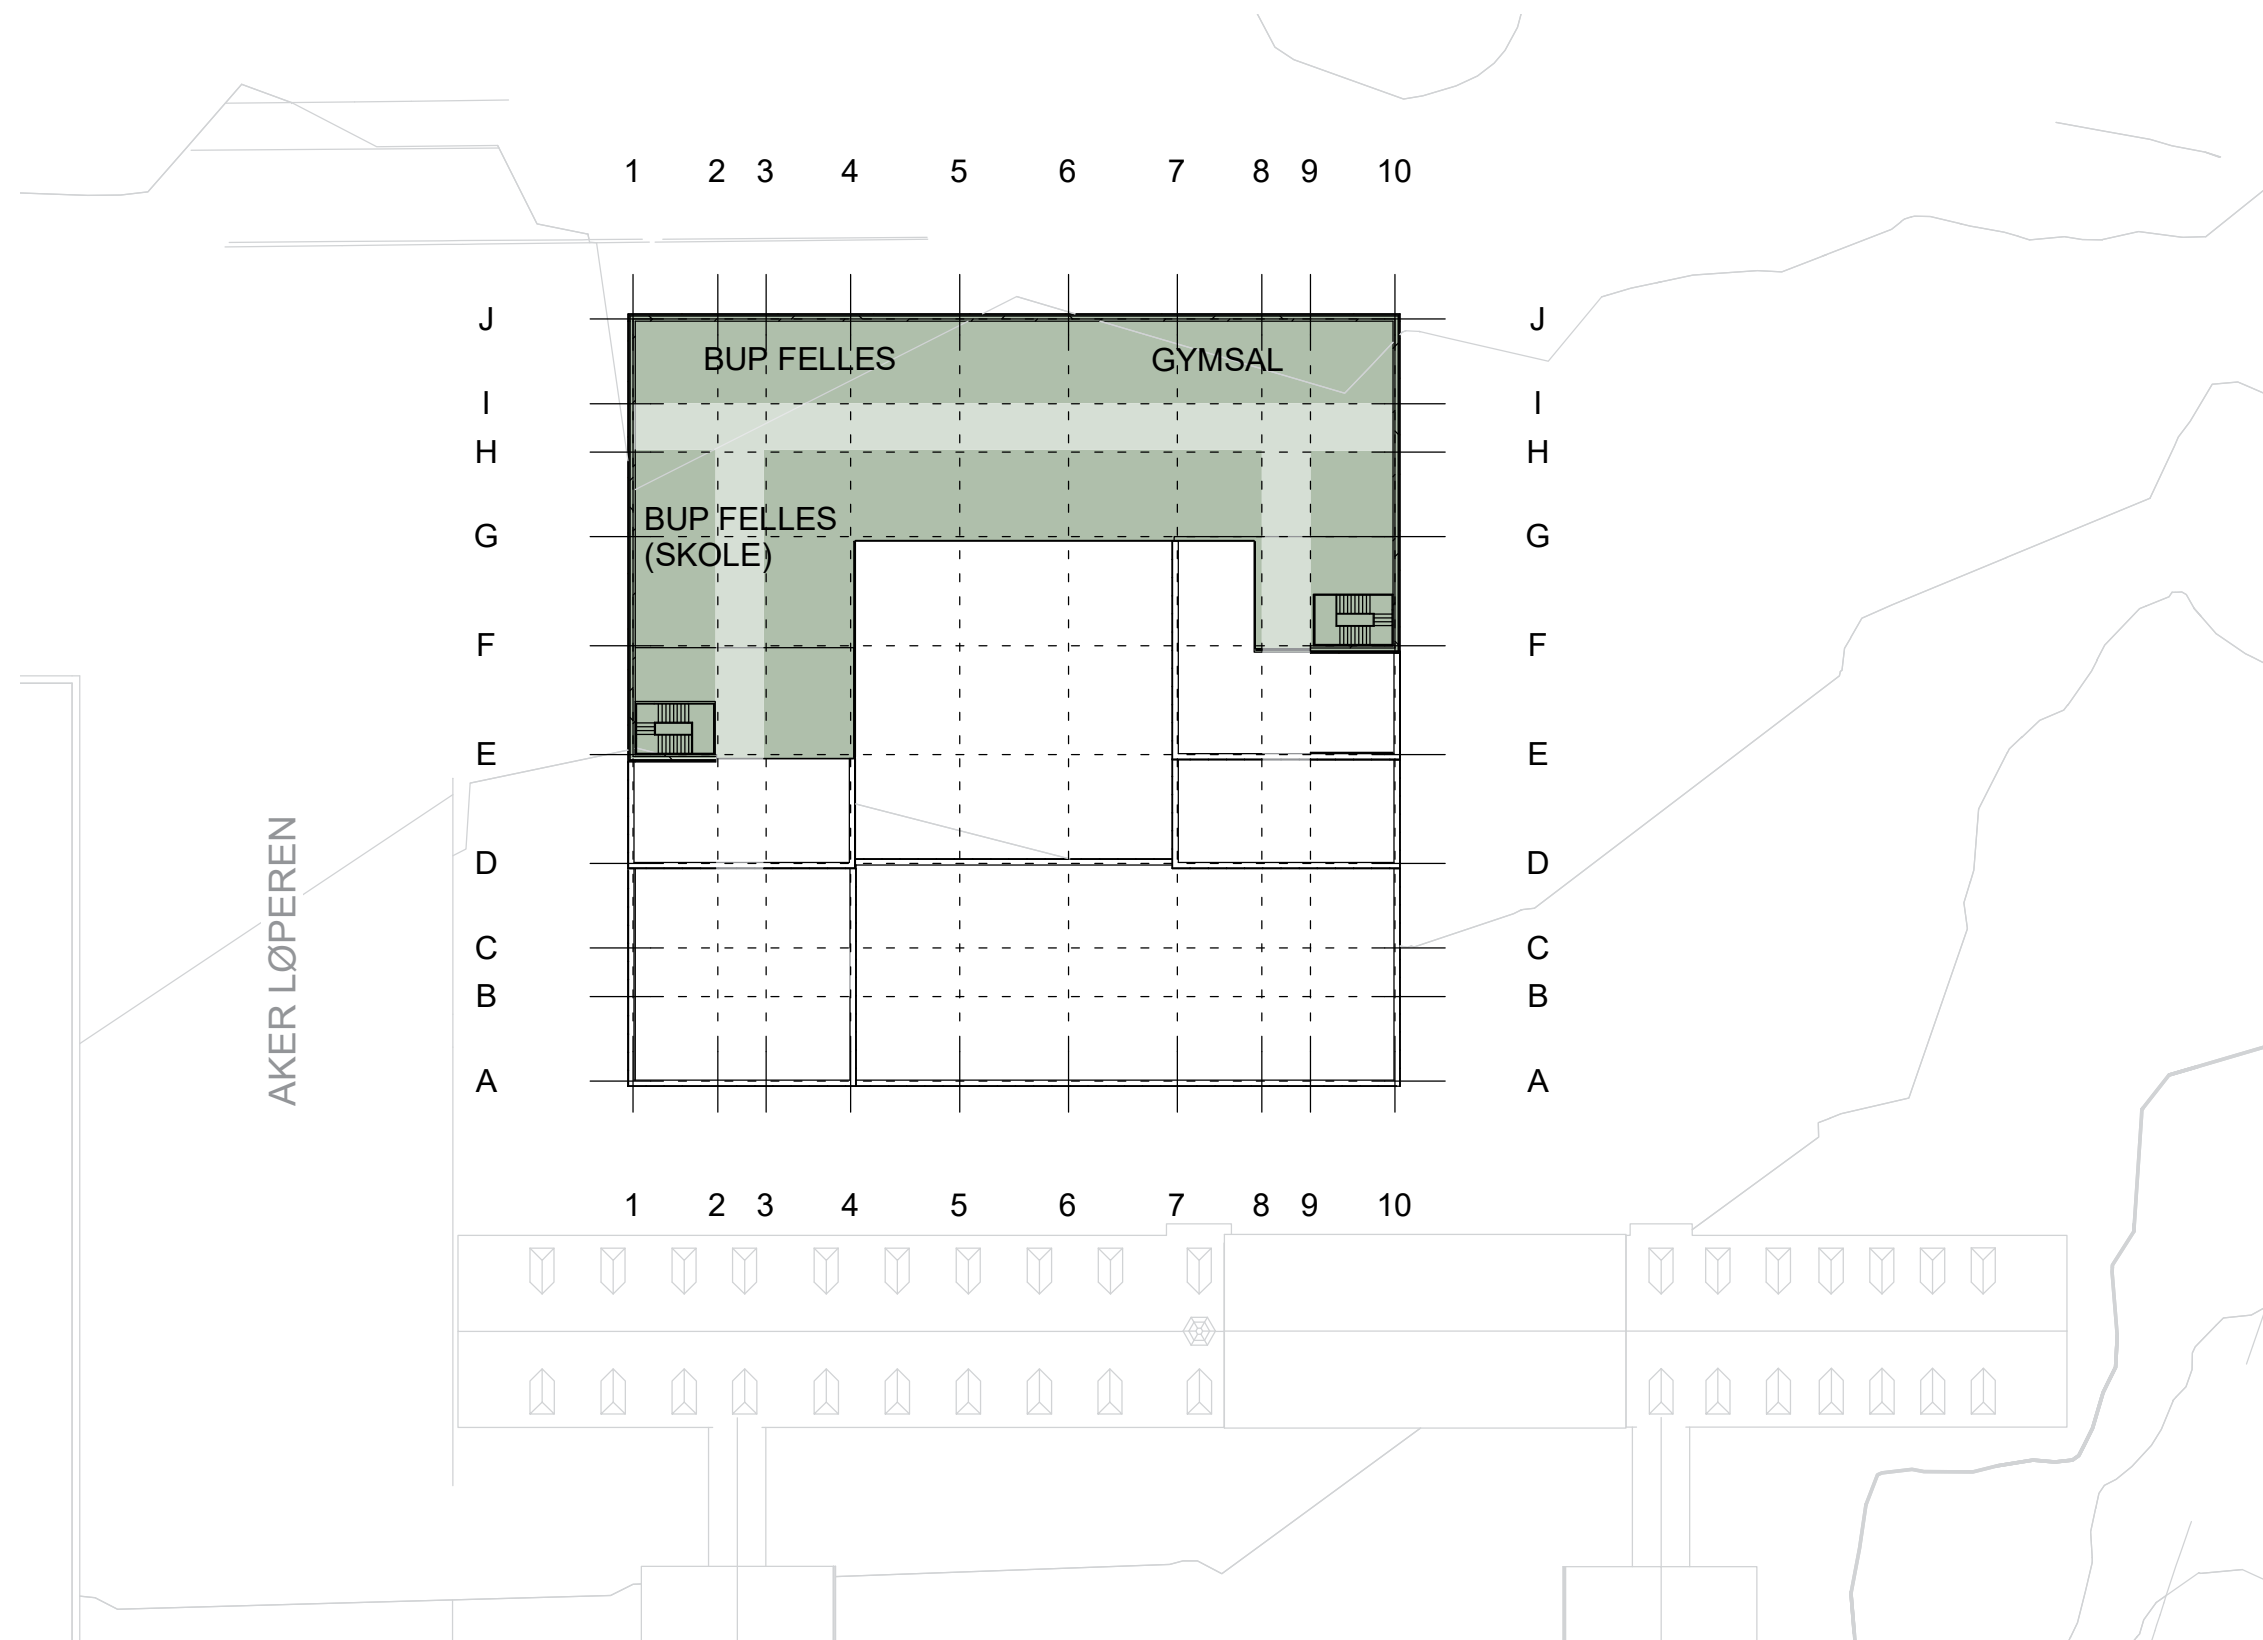 1 2 3 4 5 6 7 8 9 10
J J
BUP FELLES GYMSAL
I I
H H
BUP FELLES
(SKOLE)
G G
F F
E E
D D
AKER LØPEREN
C C
B B
A A
1 2 3 4 5 6 7 8 9 10